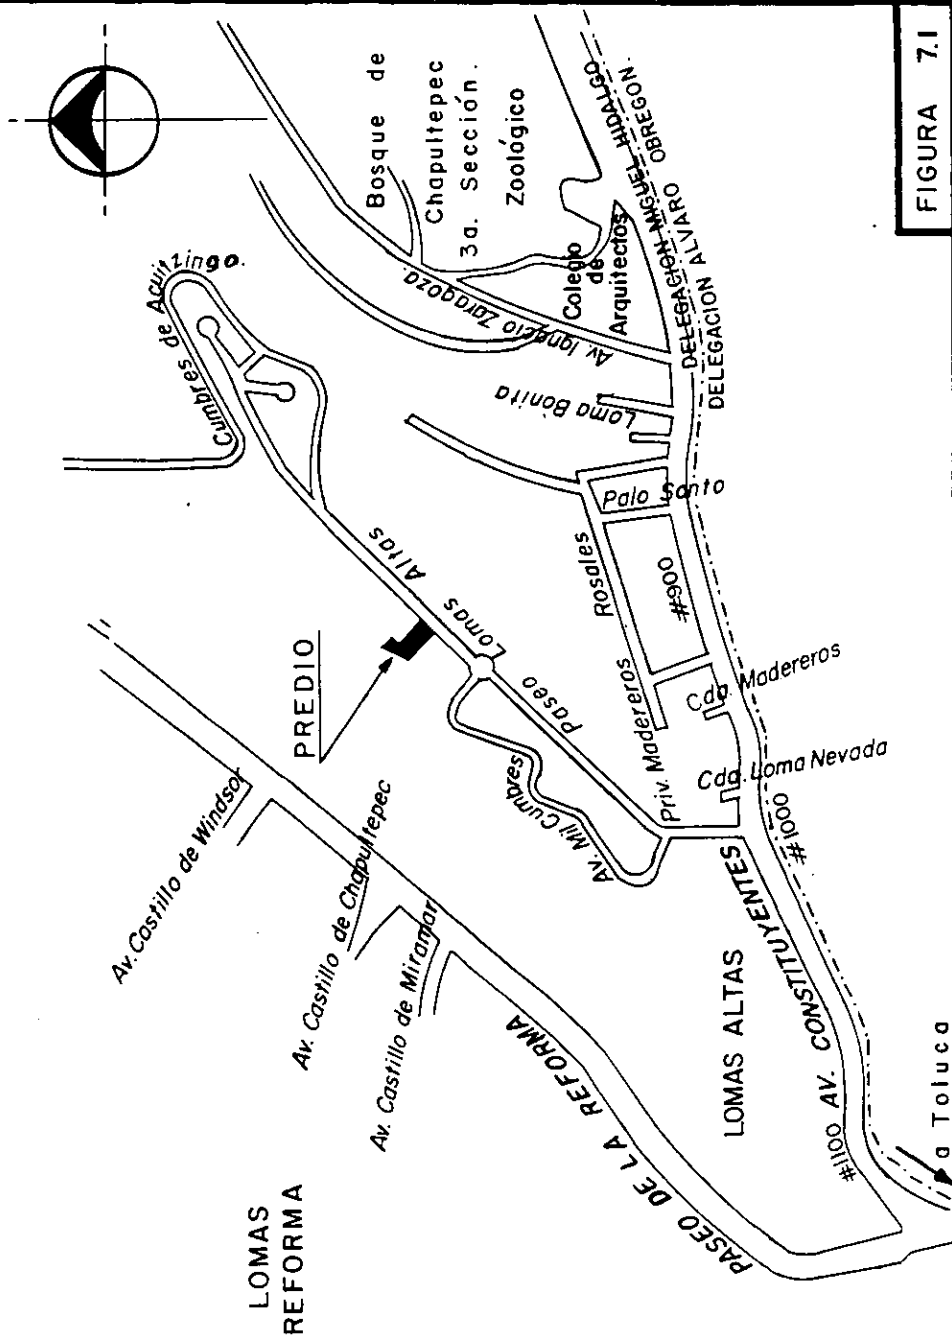 Bosque de
Chapultepec
3a. Sección.
Zoológico
Cumbres de Acultzingo.
Av. Ignacio Zaragoza.
Colegio
de
Arquitectos
DELEGACION MIGUEL HIDALGO
DELEGACION ALVARO OBREGON.
Loma Bonita
Palo Santo
#900
Priv. Madereros Rosales
Cda. Madereros
Cda. Loma Nevada
#1000
Paseo Lomas Altas
PREDIO
Av. Mil Cumbres
Av. Castillo de Windsor
Av. Castillo de Chapultepec
Av. Castillo de Miramar
PASEO DE LA REFORMA
LOMAS
REFORMA
LOMAS ALTAS
#1100 AV. CONSTITUYENTES
a Toluca
FIGURA 7.1